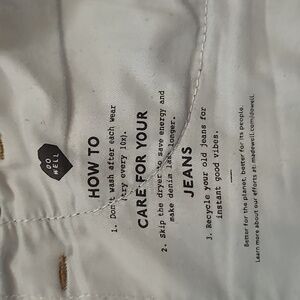 DO
WELL
HOW TO
CARE FOR YOUR
JEANS
1. Don't wash after each wear
(try every 10x).
2. Skip the dryer to save energy and
make denim last longer.
3. Recycle your old jeans for
instant good vibes.
Better for the planet, better for its people.
Learn more about our efforts at: madewell.com/dowell.